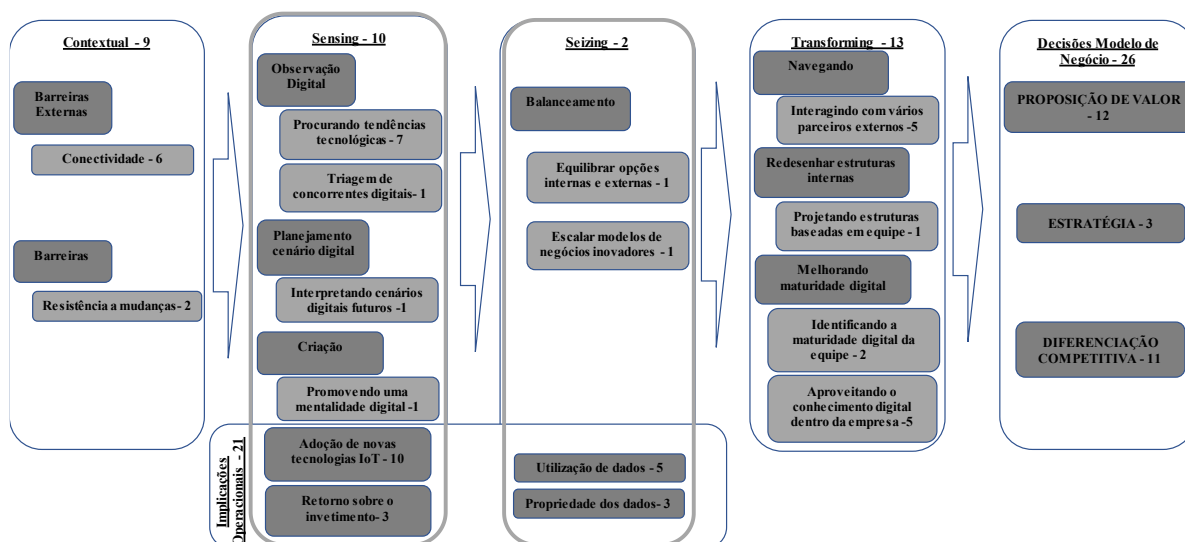 Contextual - 9
Barreiras
Externas
Conectividade - 6
Barreiras
Resistência a mudanças- 2
Sensing - 10
Observação
Digital
Procurando tendências
tecnológicas - 7
Triagem de
concorrentes digitais- 1
Planejamento
cenário digital
Interpretando cenários
digitais futuros -1
Criação
Promovendo uma
mentalidade digital -1
Implicações
Operacionais - 21
Adoção de novas
tecnologias IoT - 10
Retorno sobre o
invetimento- 3
Seizing - 2
Balanceamento
Equilibrar opções
internas e externas - 1
Escalar modelos de
negócios inovadores - 1
Utilização de dados - 5
Propriedade dos dados- 3
Transforming - 13
Navegando
Interagindo com vários
parceiros externos -5
Redesenhar estruturas
internas
Projetando estruturas
baseadas em equipe - 1
Melhorando
maturidade digital
Identificando a
maturidade digital da
equipe - 2
Aproveitando o
conhecimento digital
dentro da empresa -5
Decisões Modelo de
Negócio - 26
PROPOSIÇÃO DE VALOR
- 12
ESTRATÉGIA - 3
DIFERENCIAÇÃO
COMPETITIVA - 11